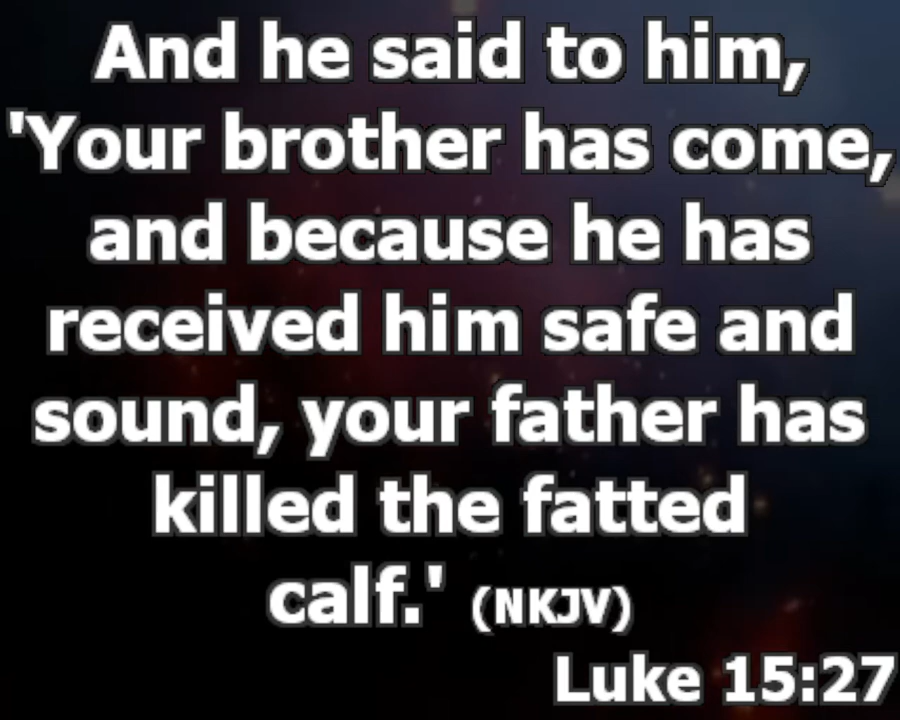 And he said to him,
'Your brother has come,
and because he has
received him safe and
sound, your father has
killed the fatted
calf.' (NKJV)
Luke 15:27